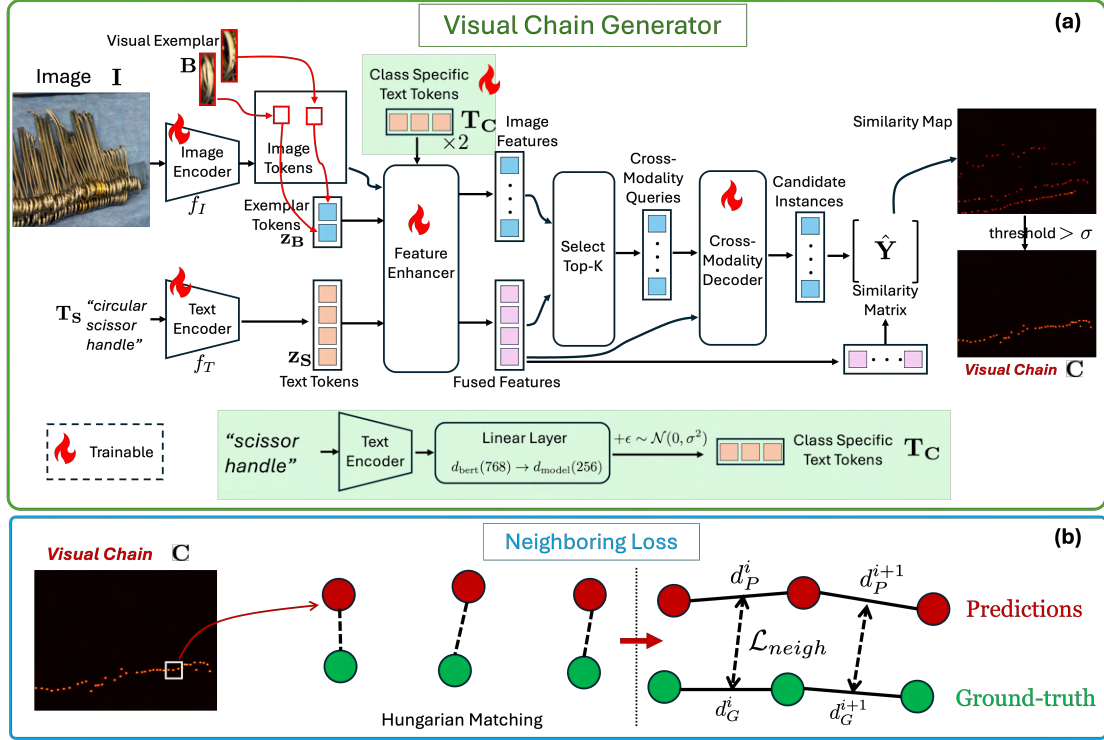 Visual Chain Generator
(a)
Visual Exemplar
B
Image I
Class Specific
Text Tokens
T_C
×2
Image
Encoder
f_I
Image
Tokens
Exemplar
Tokens
z_B
Image
Features
Feature
Enhancer
Select
Top-K
Cross-
Modality
Queries
Cross-
Modality
Decoder
Candidate
Instances
Similarity Map
[Ŷ]
Similarity
Matrix
threshold > σ
Visual Chain C
T_S "circular
scissor
handle"
Text
Encoder
f_T
z_S
Text Tokens
Fused Features
Trainable
"scissor
handle"
Text
Encoder
Linear Layer
d_bert(768) → d_model(256)
+ϵ ∼ N(0, σ²)
Class Specific
Text Tokens
T_C
Neighboring Loss
(b)
Visual Chain C
Hungarian Matching
d_P^i
d_P^{i+1}
Predictions
L_neigh
d_G^i
d_G^{i+1}
Ground-truth